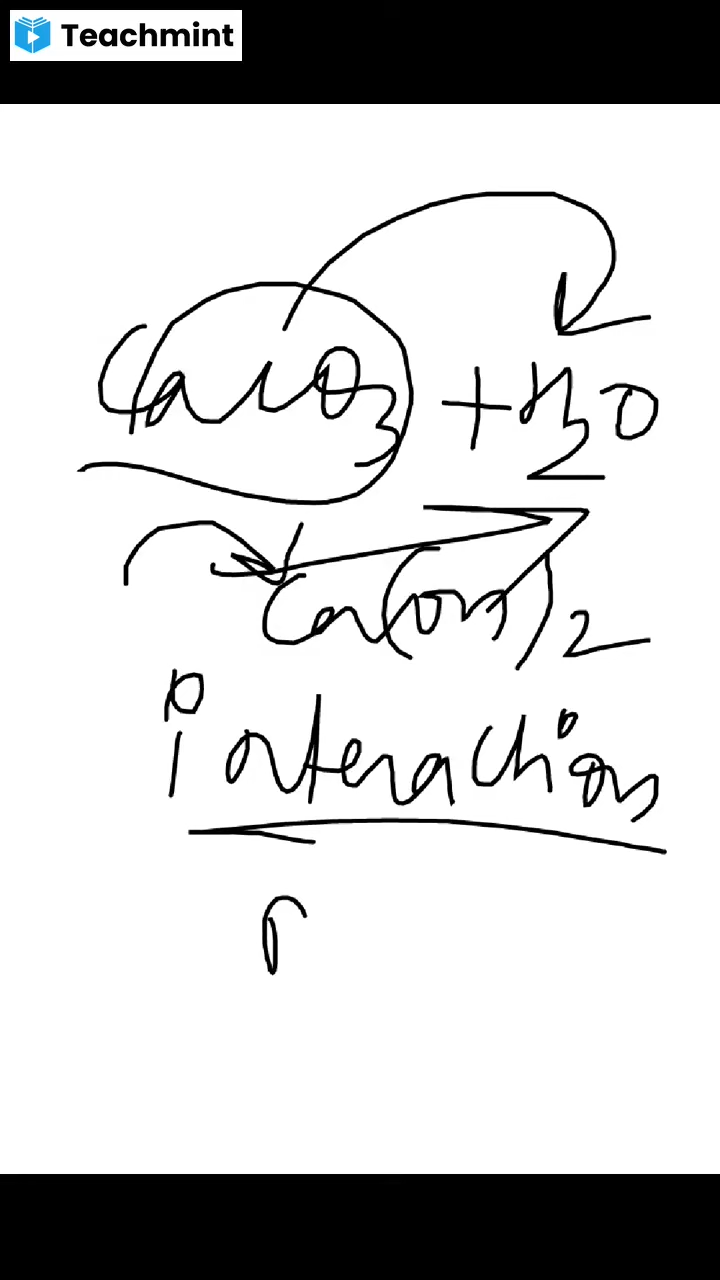 Teachmint
CaCO3 + H2O
Ca(OH)2
interaction